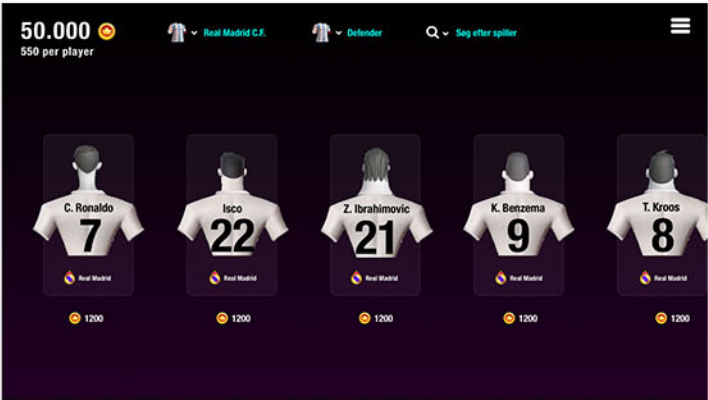 50.000
550 per player
Real Madrid C.F.
Defender
Søg efter spiller
C. Ronaldo
7
Real Madrid
1200
Isco
22
Real Madrid
1200
Z. Ibrahimovic
21
Real Madrid
1200
K. Benzema
9
Real Madrid
1200
T. Kroos
8
Real Madrid
1200